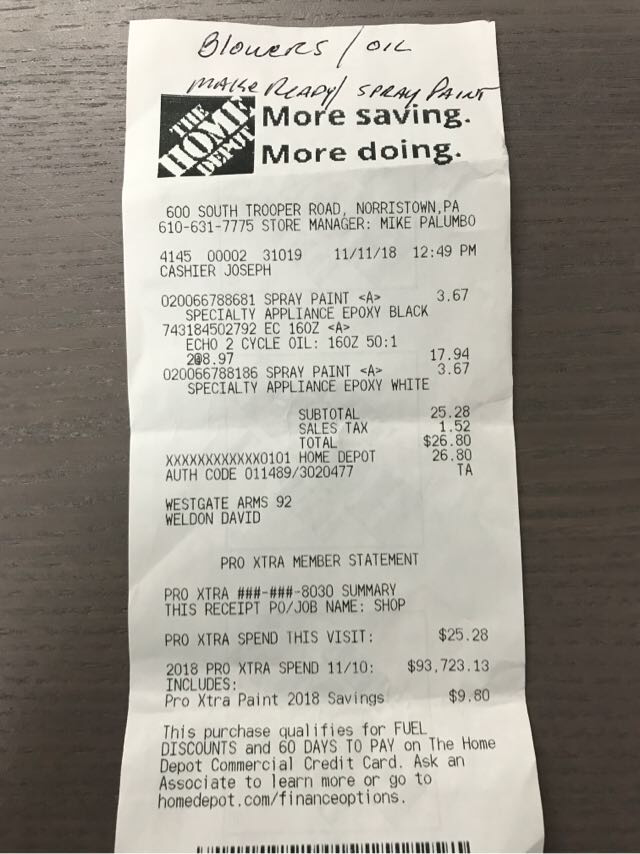 Blowers / OIL
MAKE READY/ SPRAY PAINT
THE HOME DEPOT
More saving.
More doing.
600 SOUTH TROOPER ROAD, NORRISTOWN,PA
610-631-7775 STORE MANAGER: MIKE PALUMBO
4145 00002 31019 11/11/18 12:49 PM
CASHIER JOSEPH
020066788681 SPRAY PAINT <A> 3.67
SPECIALTY APPLIANCE EPOXY BLACK
743184502792 EC 16OZ <A>
ECHO 2 CYCLE OIL: 16OZ 50:1
2@8.97 17.94
020066788186 SPRAY PAINT <A> 3.67
SPECIALTY APPLIANCE EPOXY WHITE
SUBTOTAL 25.28
SALES TAX 1.52
TOTAL $26.80
XXXXXXXXXXXX0101 HOME DEPOT 26.80
AUTH CODE 011489/3020477 TA
WESTGATE ARMS 92
WELDON DAVID
PRO XTRA MEMBER STATEMENT
PRO XTRA ###-###-8030 SUMMARY
THIS RECEIPT PO/JOB NAME: SHOP
PRO XTRA SPEND THIS VISIT: $25.28
2018 PRO XTRA SPEND 11/10: $93,723.13
INCLUDES:
Pro Xtra Paint 2018 Savings $9.80
This purchase qualifies for FUEL
DISCOUNTS and 60 DAYS TO PAY on The Home
Depot Commercial Credit Card. Ask an
Associate to learn more or go to
homedepot.com/financeoptions.